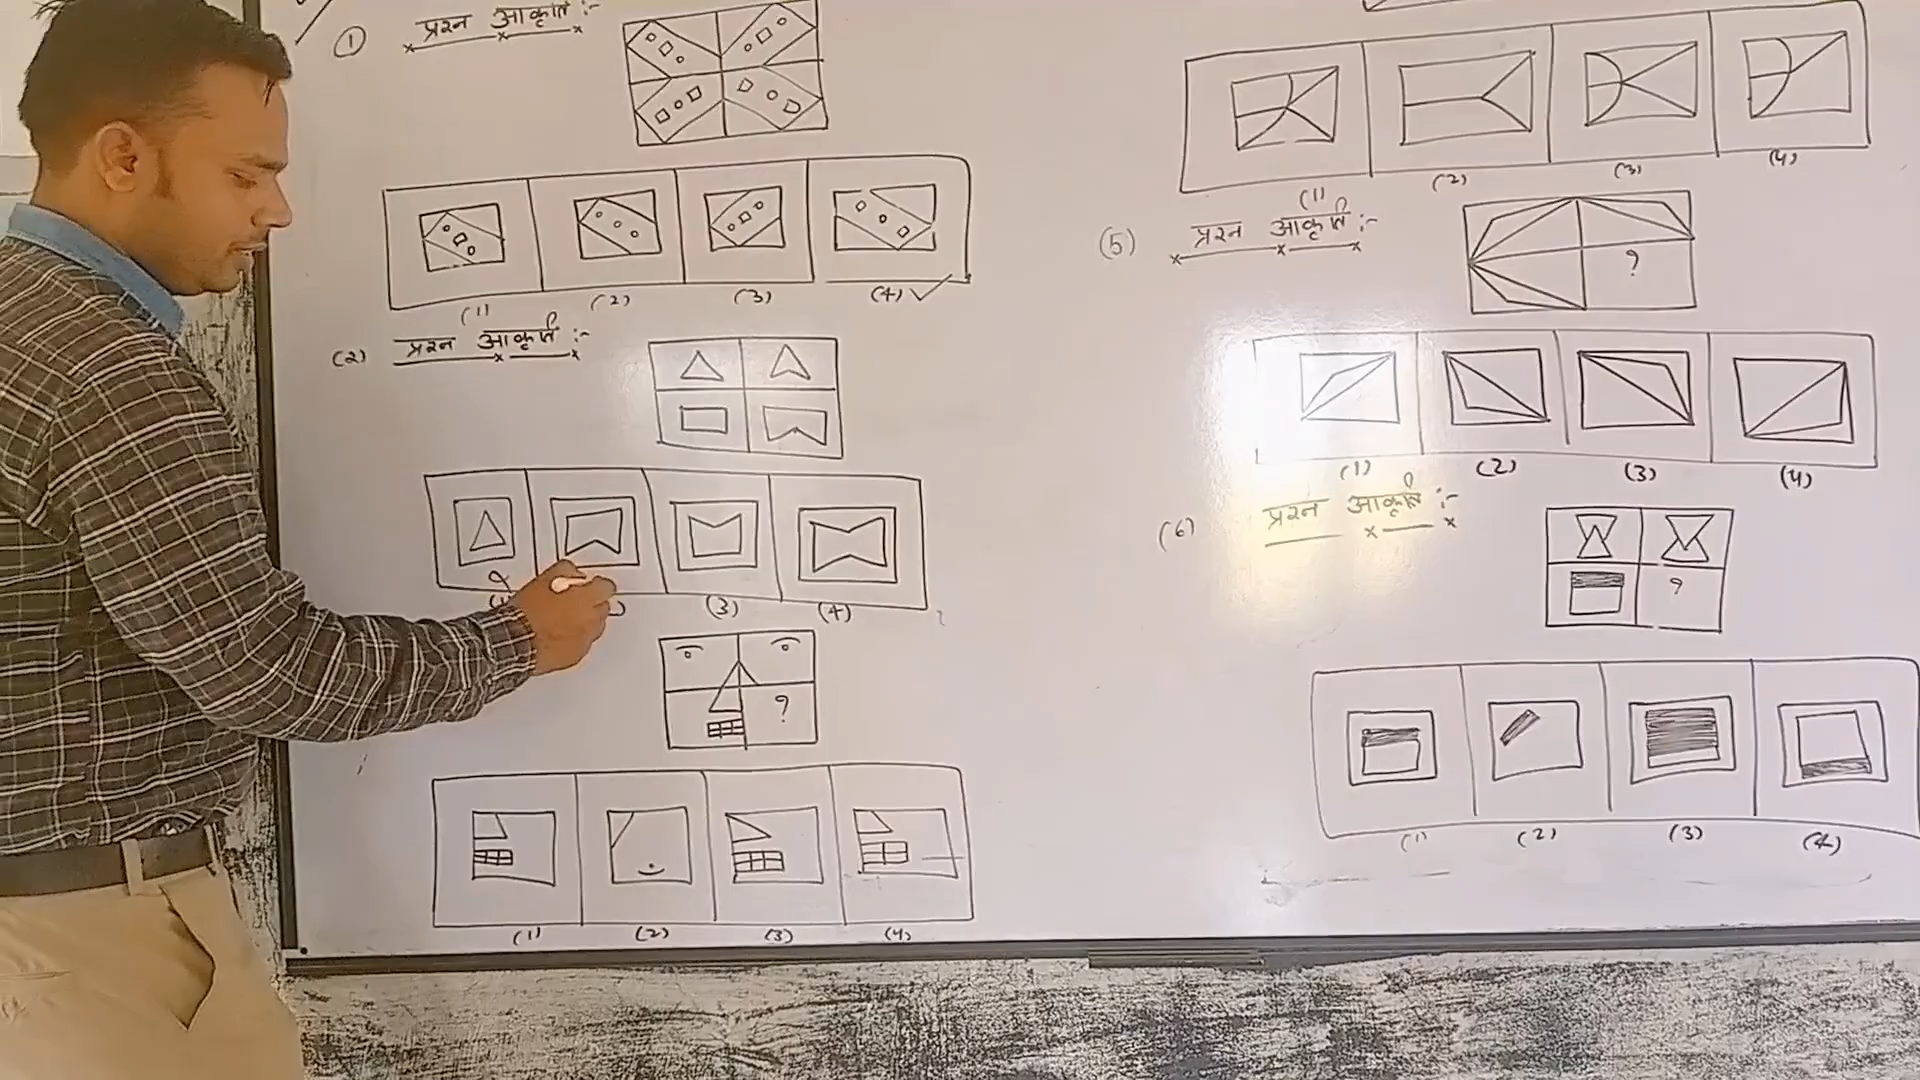 ① प्रश्न आकृति :-
(1) (2) (3) (4) ✓
(2) प्रश्न आकृति :-
(3) (4)
?
(1) (2) (3) (4)
(1) (2) (3) (4)
(5) प्रश्न आकृति :-
?
(1) (2) (3) (4)
(6) प्रश्न आकृति :-
?
(1) (2) (3) (4)